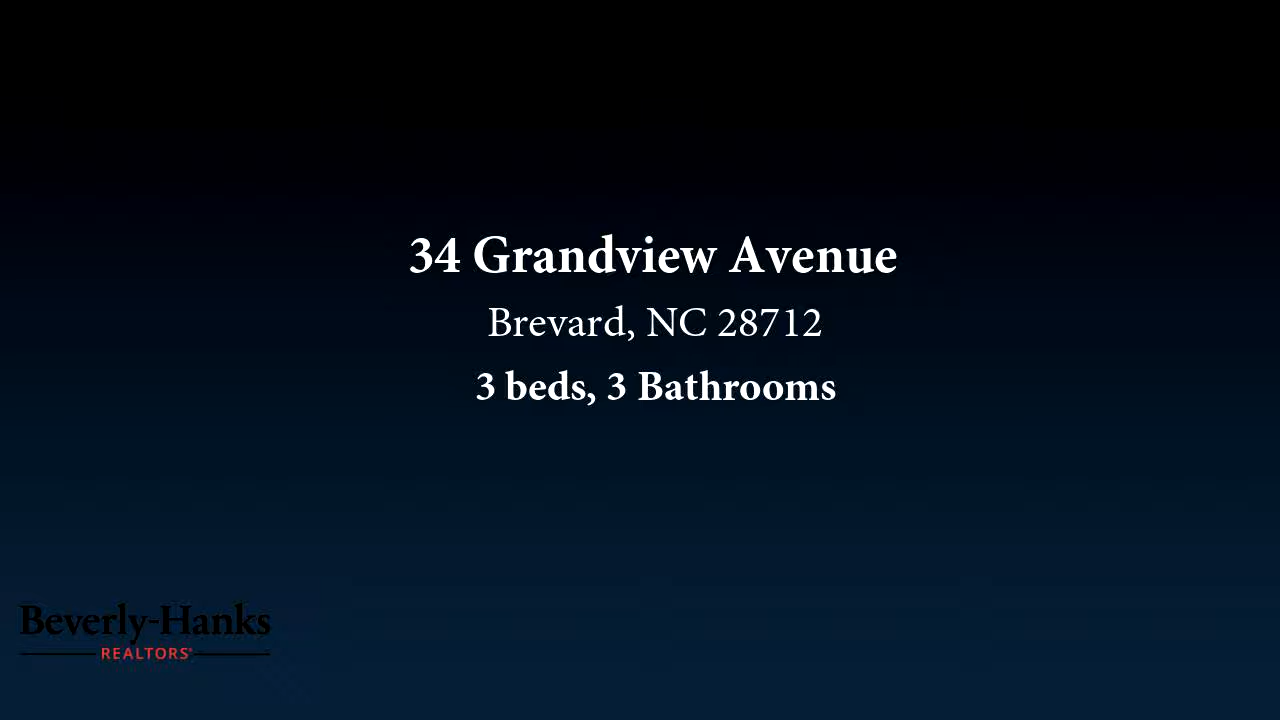 34 Grandview Avenue
Brevard, NC 28712
3 beds, 3 Bathrooms
Beverly-Hanks
REALTORS®